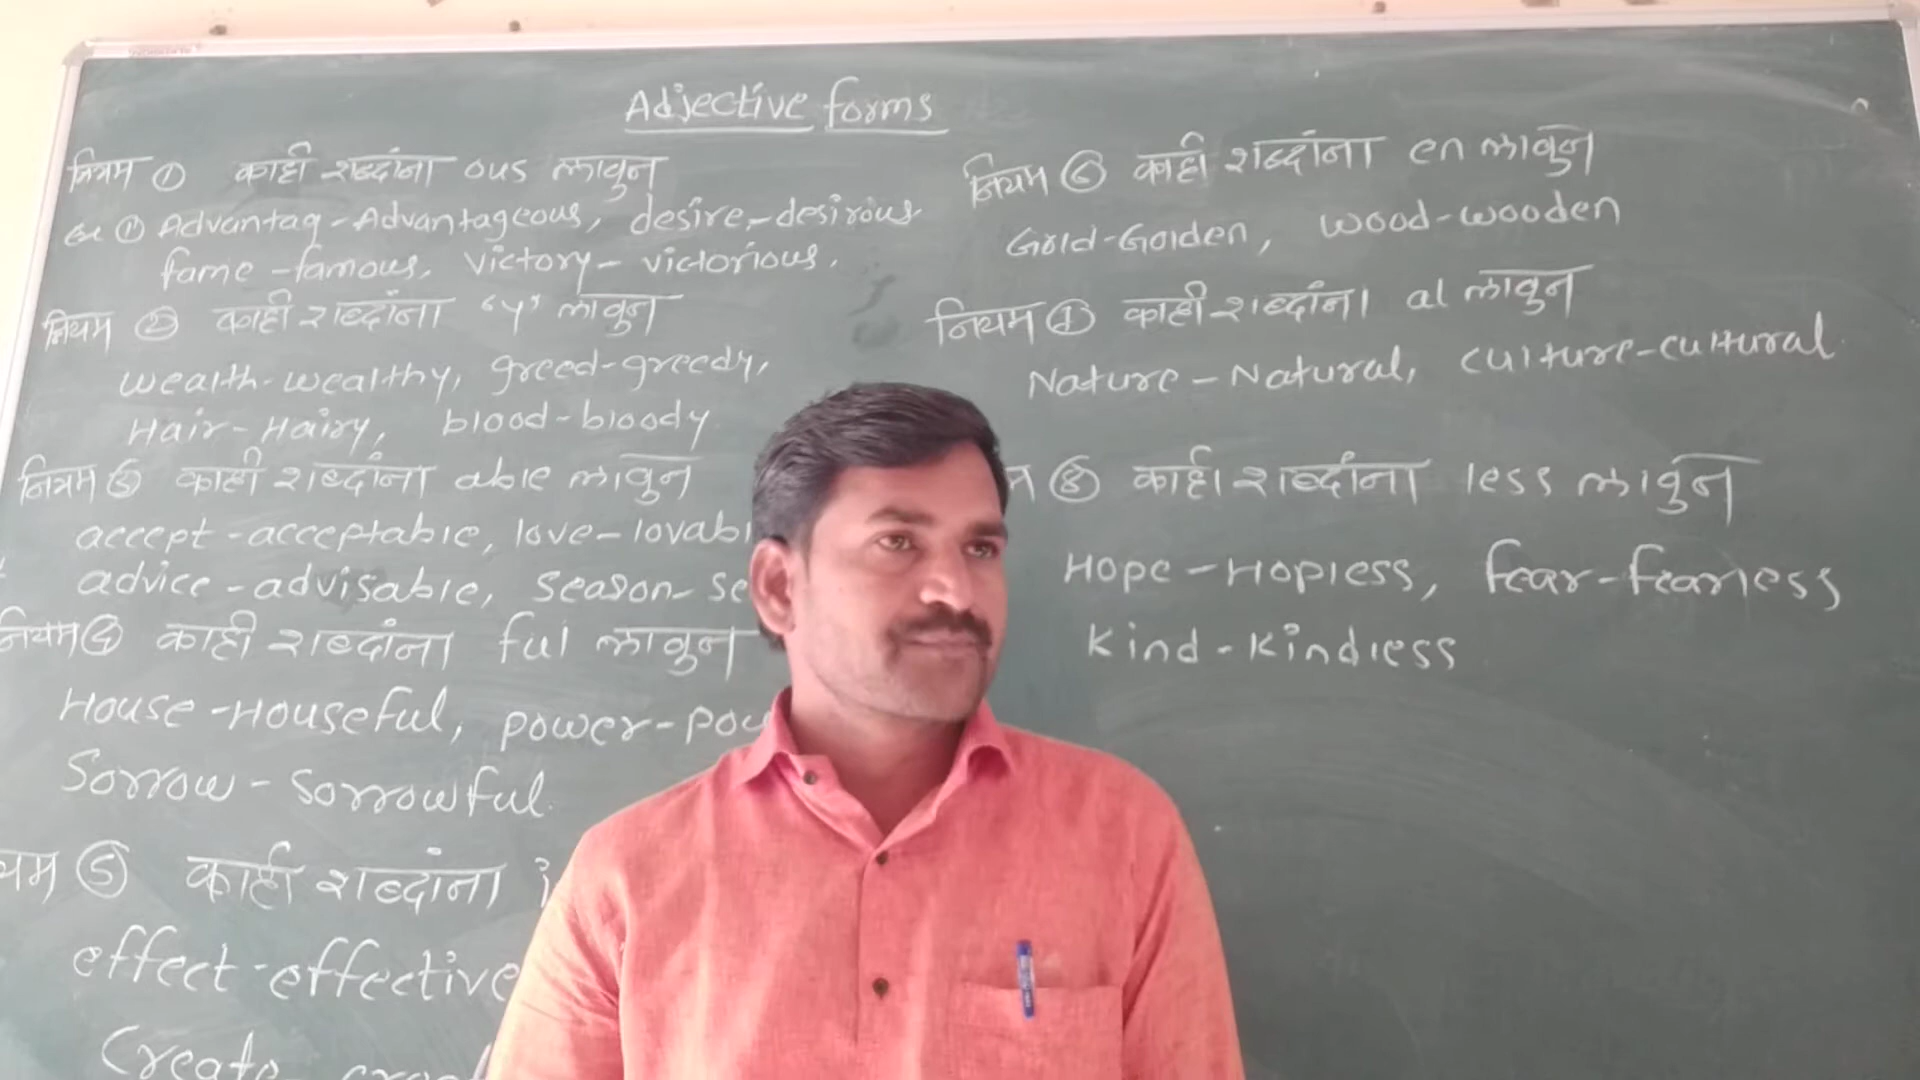 Adjective forms
नियम ① काही शब्दांना ous लावुन
① Advantag - Advantageous, desire - desirous
fame - famous, victory - victorious.
नियम ② काही शब्दांना 'y' लावुन
wealth - wealthy, greed - greedy,
Hair - Hairy, blood - bloody
नियम ③ काही शब्दांना able लावुन
accept - acceptable, love - lovabl
advice - advisable, season - se
नियम ④ काही शब्दांना ful लावुन
House - Houseful, power - pow
Sorrow - Sorrowful.
यम ⑤ काही शब्दांना i
effect - effective
Create - crea
नियम ⑥ काही शब्दांना en लावुन
Gold - Golden, wood - wooden
नियम काही शब्दांना al लावुन
Nature - Natural, culture - cultural
म ⑧ काही शब्दांना less लावुन
Hope - Hopless, fear - fearless
Kind - Kindless